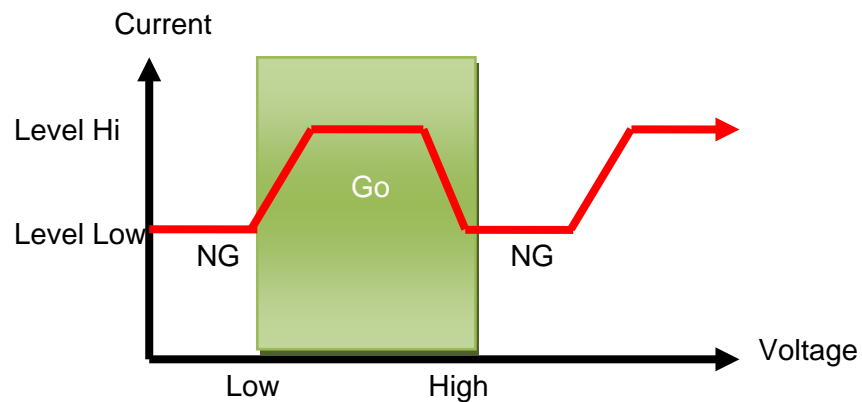 Current
Level Hi
Go
Level Low
NG
NG
Voltage
Low
High